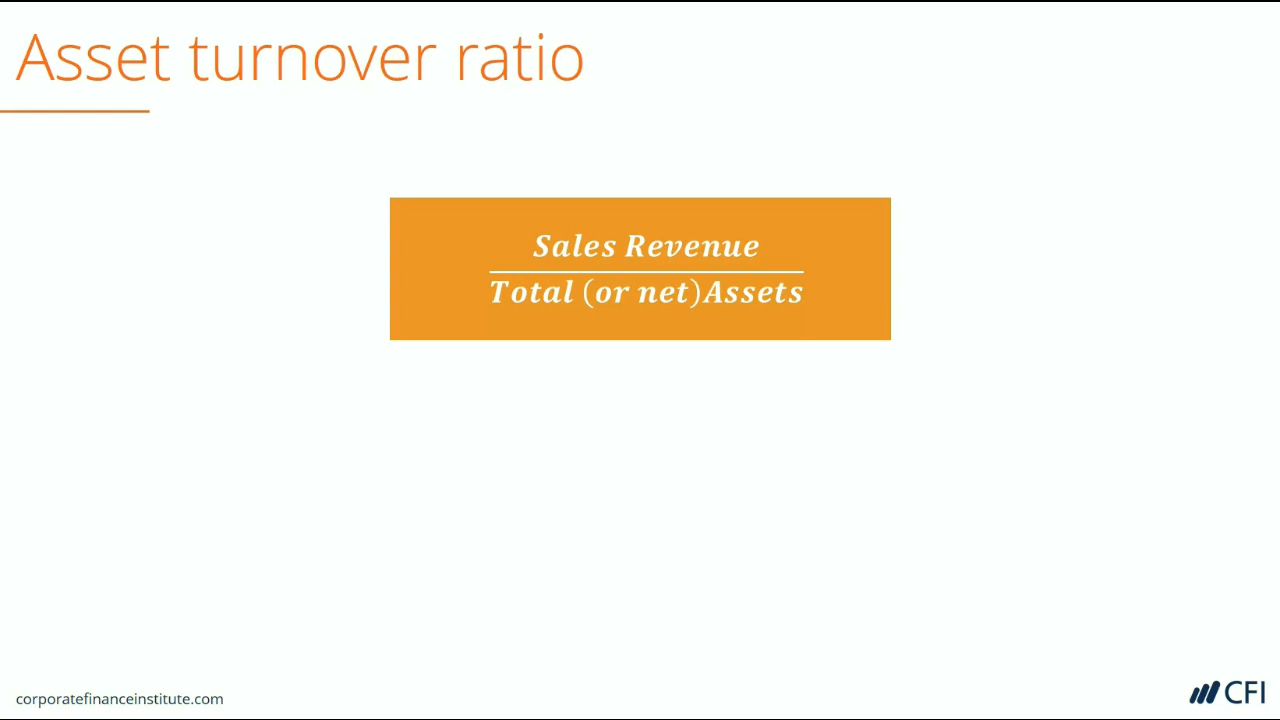 Asset turnover ratio
Sales Revenue
Total (or net)Assets
corporatefinanceinstitute.com
CFI